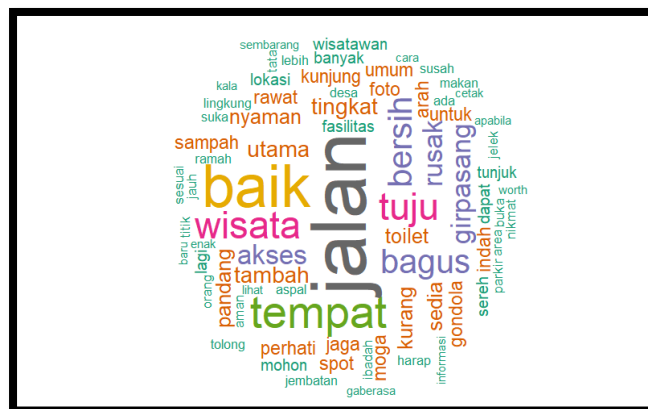 sembarang
wisatawan
tata
lebih
banyak
cara
kala
lokasi
kunjung
umum
susah
lingkung
rawat
desa
foto
arah
makan
suka
nyaman
tingkat
ada
cetak
fasilitas
bersih
untuk
apabila
sampah
utama
jalan
rusak
jelek
ramah
girpasang
tunjuk
sesuai
jauh
baik
tuju
dapat
buka
worth
wisata
toilet
indah
area
nikmat
baru
titik
enak
lagi
akses
bagus
sereh
parkir
orang
pandang
tambah
lihat
aspal
aman
tempat
kurang
sedia
gondola
tolong
perhati
jaga
moga
mohon
spot
ibadah
harap
informasi
jembatan
gaberasa